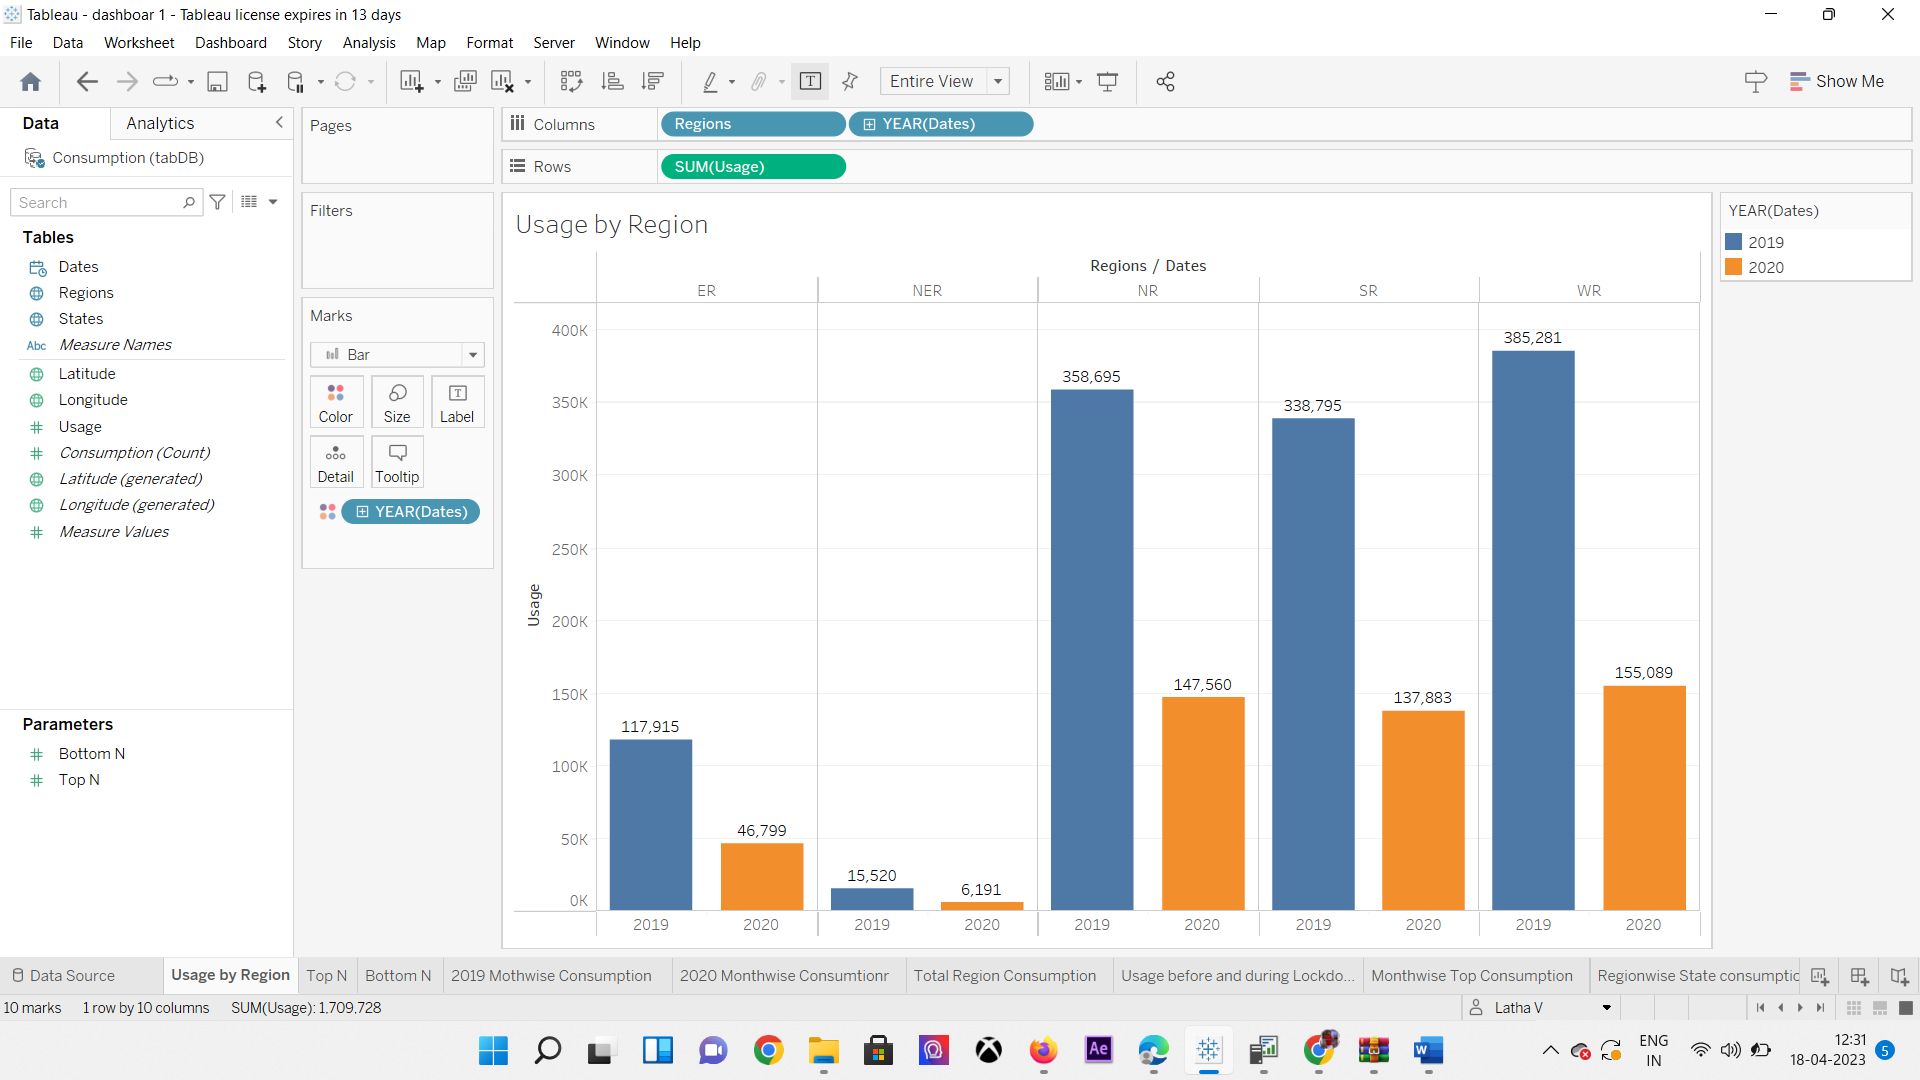 Tableau - dashboar 1 - Tableau license expires in 13 days
File Data Worksheet Dashboard Story Analysis Map Format Server Window Help
Entire View
Show Me
Data Analytics
Consumption (tabDB)
Search
Tables
Dates
Regions
States
Abc Measure Names
Latitude
Longitude
Usage
Consumption (Count)
Latitude (generated)
Longitude (generated)
Measure Values
Parameters
Bottom N
Top N
Pages
Filters
Marks
Bar
Color Size Label
Detail Tooltip
YEAR(Dates)
Columns Regions YEAR(Dates)
Rows SUM(Usage)
Usage by Region
Regions / Dates
ER NER NR SR WR
Usage
400K
350K
300K
250K
200K
150K
100K
50K
0K
117,915
46,799
15,520
6,191
358,695
147,560
338,795
137,883
385,281
155,089
2019 2020 2019 2020 2019 2020 2019 2020 2019 2020
YEAR(Dates)
2019
2020
Data Source Usage by Region Top N Bottom N 2019 Mothwise Consumption 2020 Monthwise Consumtionr Total Region Consumption Usage before and during Lockdo... Monthwise Top Consumption Regionwise State consumptic
10 marks 1 row by 10 columns SUM(Usage): 1,709,728
Latha V
Ae
W
ENG
IN
12:31
18-04-2023
5